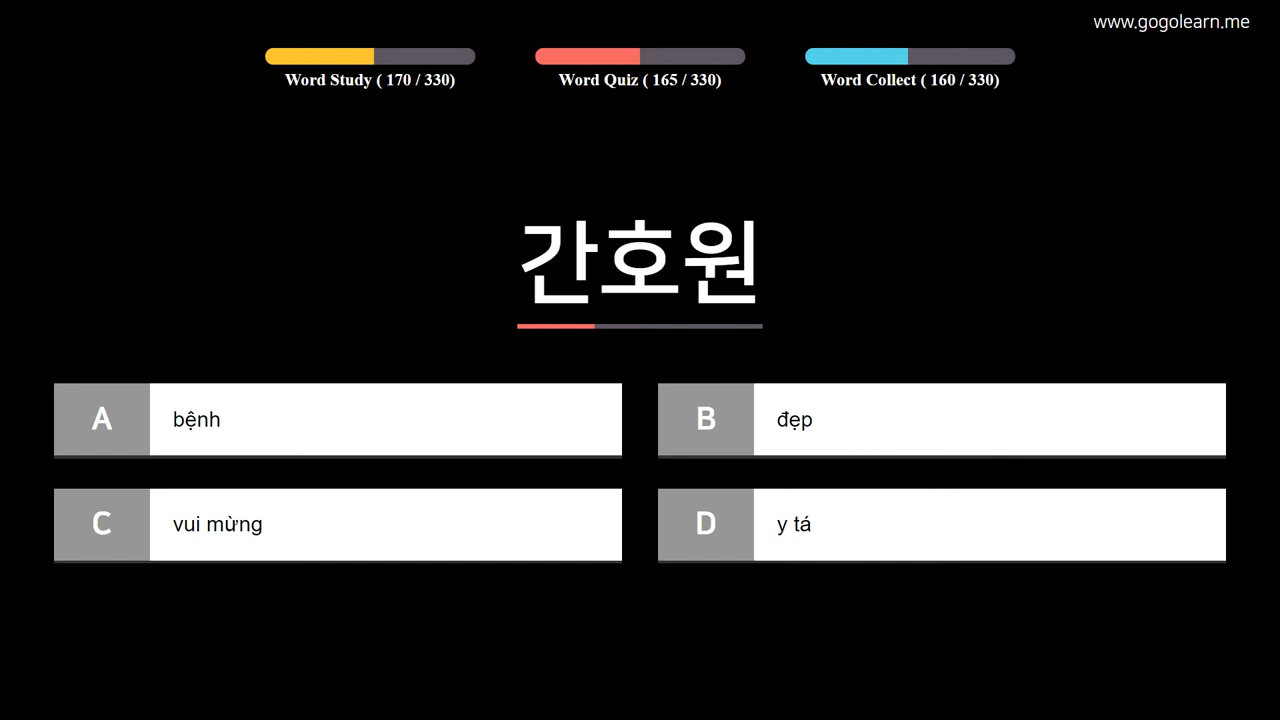 www.gogolearn.me
Word Study ( 170 / 330)
Word Quiz ( 165 / 330)
Word Collect ( 160 / 330)
간호원
A bệnh
B đẹp
C vui mừng
D y tá